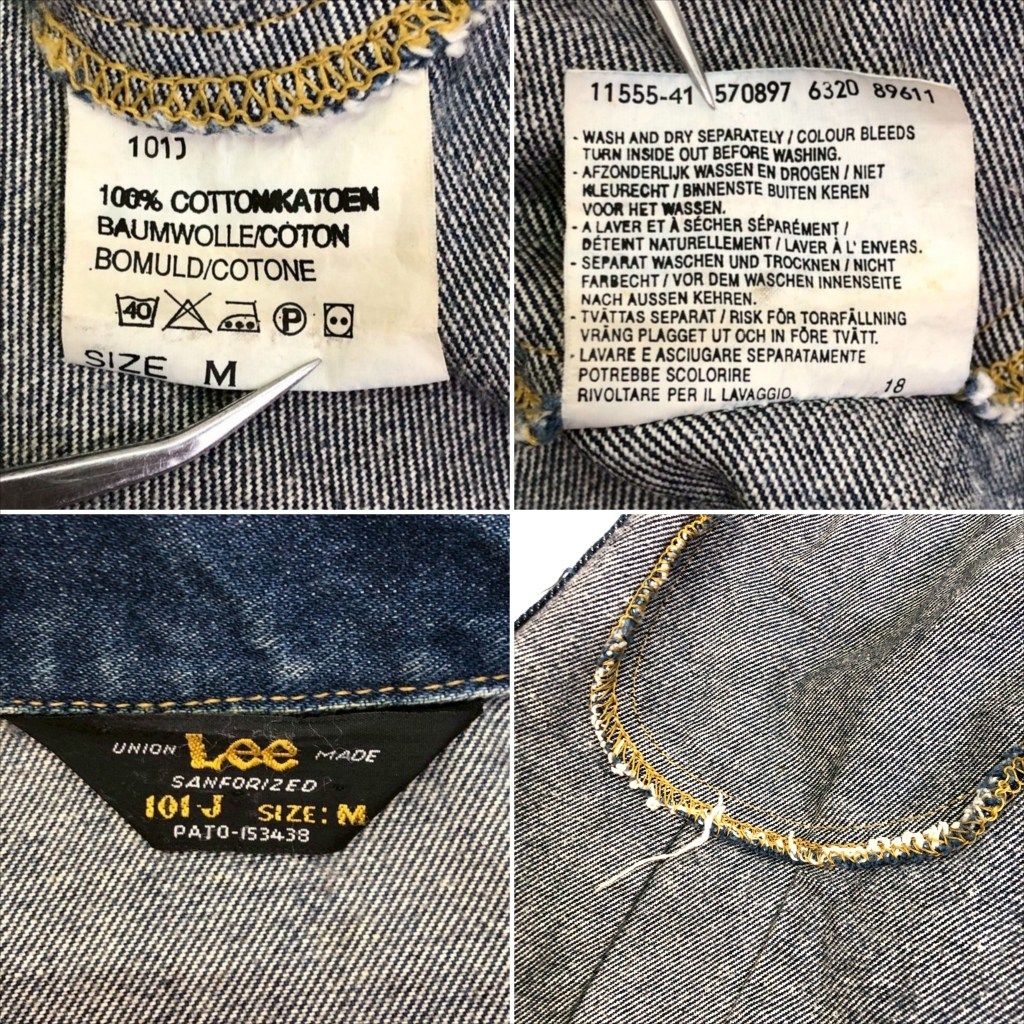 101J
100% COTTON/KATOEN
BAUMWOLLE/COTON
BOMULD/COTONE
40 P
SIZE M
11555-41 570897 6320 89611
- WASH AND DRY SEPARATELY / COLOUR BLEEDS
TURN INSIDE OUT BEFORE WASHING.
- AFZONDERLIJK WASSEN EN DROGEN / NIET
KLEURECHT / BINNENSTE BUITEN KEREN
VOOR HET WASSEN.
- A LAVER ET À SÉCHER SÉPARÉMENT /
DÉTEINT NATURELLEMENT / LAVER À L' ENVERS.
- SEPARAT WASCHEN UND TROCKNEN / NICHT
FARBECHT / VOR DEM WASCHEN INNENSEITE
NACH AUSSEN KEHREN.
- TVÄTTAS SEPARAT / RISK FÖR TORRFÄLLNING
VRÄNG PLAGGET UT OCH IN FÖRE TVÄTT.
- LAVARE E ASCIUGARE SEPARATAMENTE
POTREBBE SCOLORIRE
RIVOLTARE PER IL LAVAGGIO 18
UNION Lee MADE
SANFORIZED
101-J SIZE: M
PATD-153438